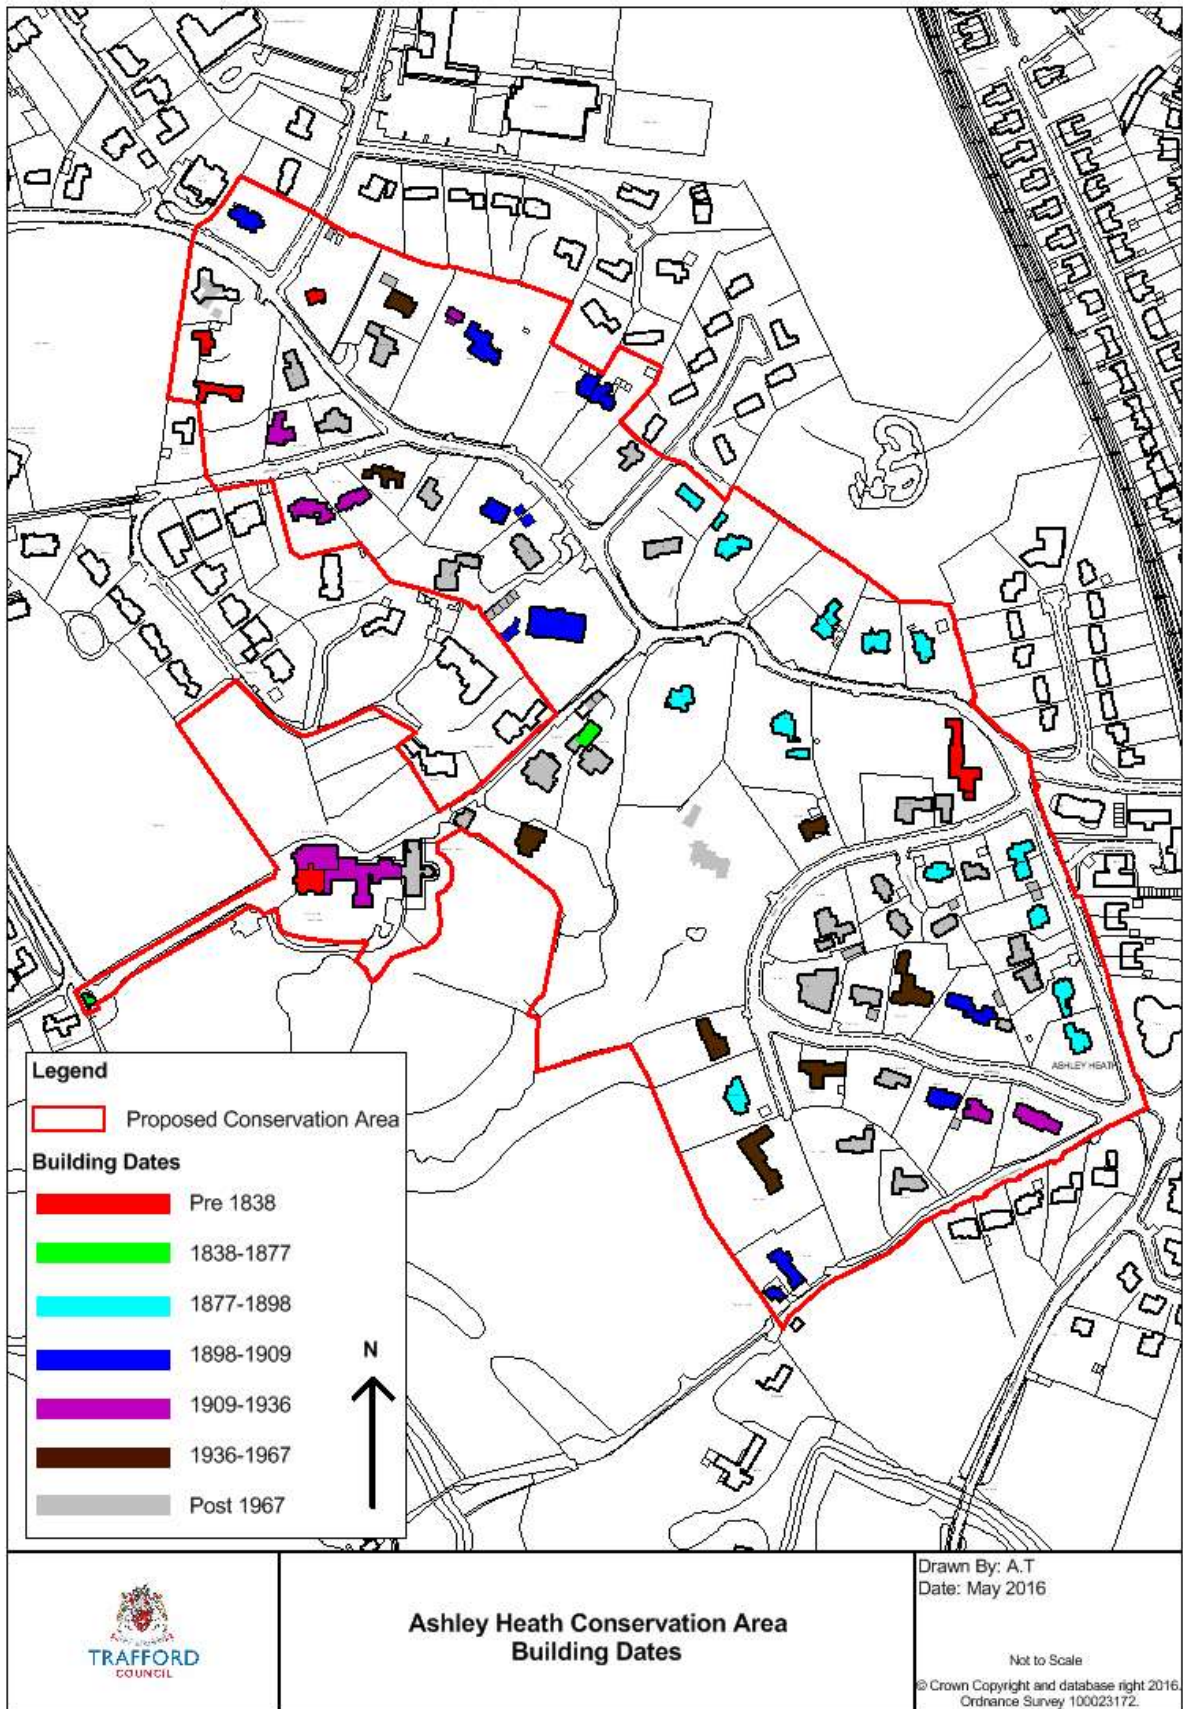 ASHLEY HEATH
Legend
Proposed Conservation Area
Building Dates
Pre 1838
1838-1877
1877-1898
1898-1909
N
1909-1936
1936-1967
Post 1967
TRAFFORD
COUNCIL
Ashley Heath Conservation Area
Building Dates
Drawn By: A.T
Date: May 2016
Not to Scale
© Crown Copyright and database right 2016.
Ordnance Survey 100023172.